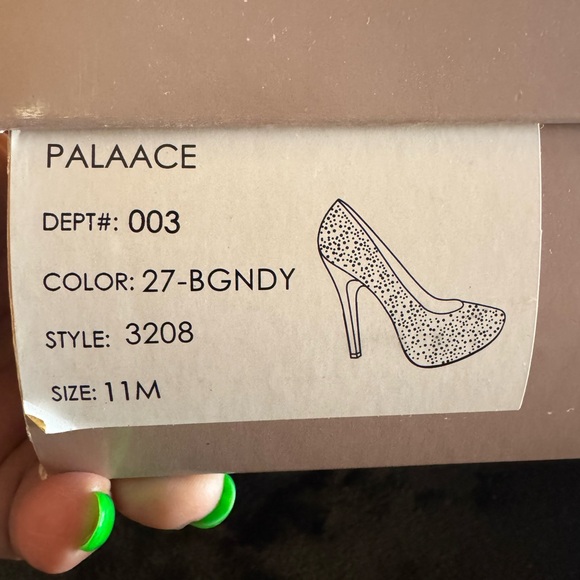 PALAACE
DEPT#: 003
COLOR: 27-BGNDY
STYLE: 3208
SIZE: 11M